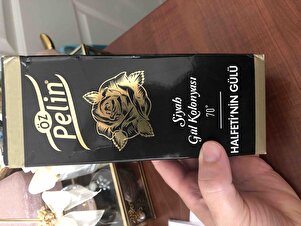 ÖZ
Pelin
Siyah
Gül Kolonyası
70°
HALFETİ'NİN GÜLÜ